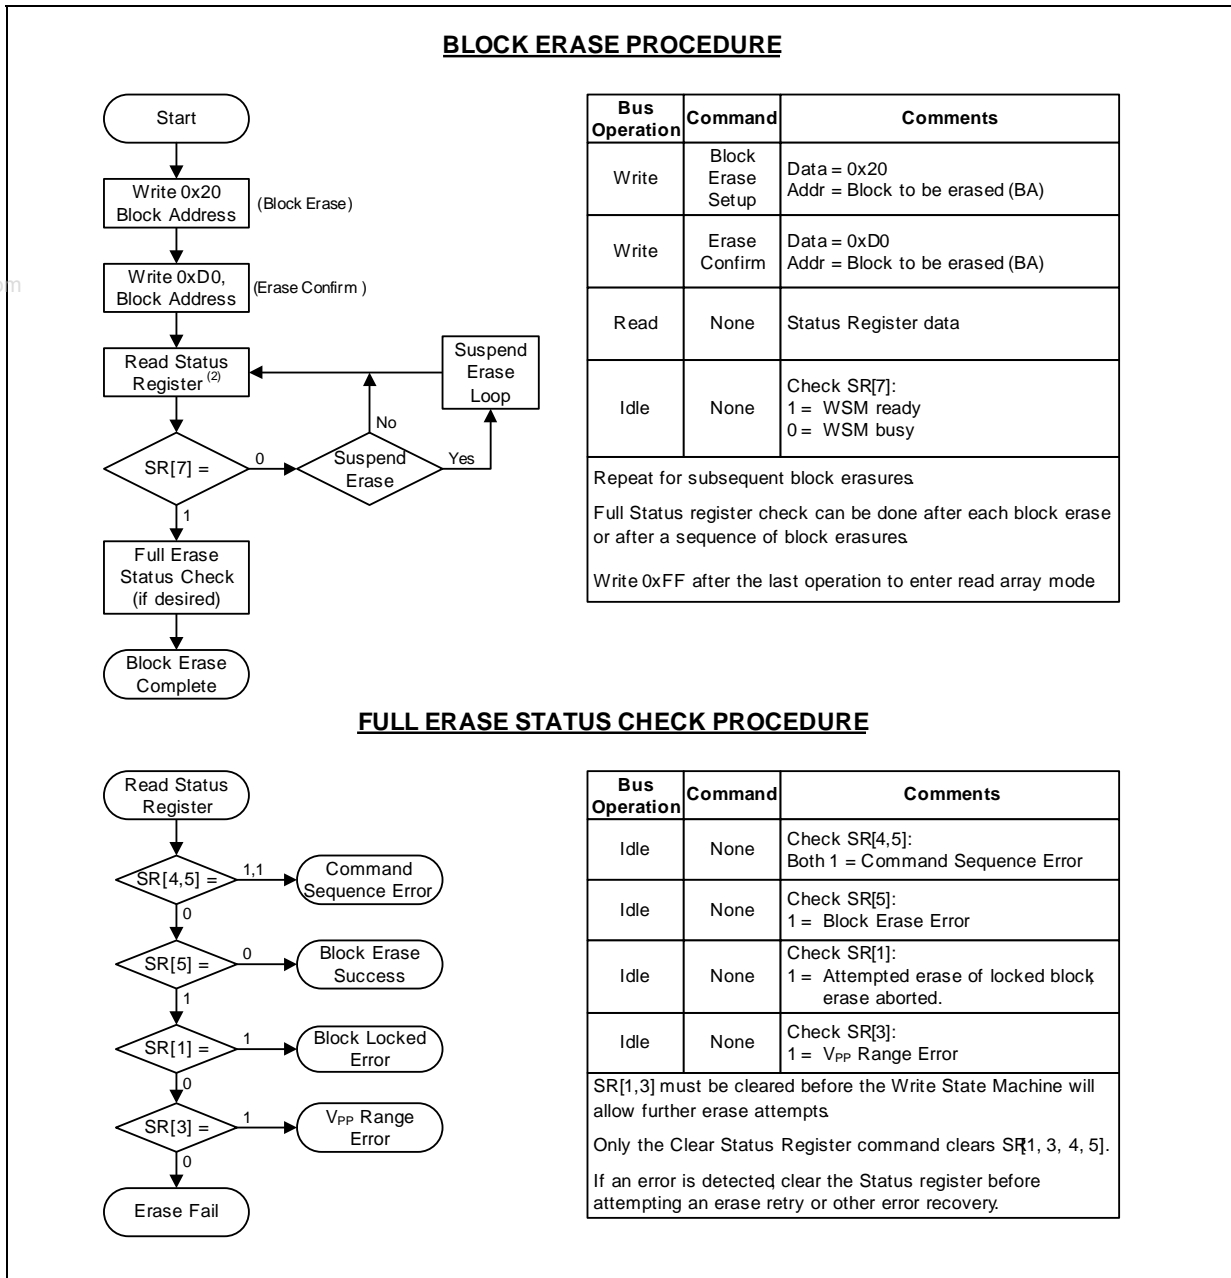 BLOCK ERASE PROCEDURE
Start
Write 0x20
Block Address
(Block Erase)
Write 0xD0,
Block Address
(Erase Confirm )
Read Status
Register (2)
Suspend
Erase
Loop
No
SR[7] =
0
Suspend
Erase
Yes
1
Full Erase
Status Check
(if desired)
Block Erase
Complete
Bus
Operation
Command
Comments
Write
Block
Erase
Setup
Data = 0x20
Addr = Block to be erased (BA)
Write
Erase
Confirm
Data = 0xD0
Addr = Block to be erased (BA)
Read
None
Status Register data
Idle
None
Check SR[7]:
1 = WSM ready
0 = WSM busy
Repeat for subsequent block erasures.
Full Status register check can be done after each block erase
or after a sequence of block erasures.
Write 0xFF after the last operation to enter read array mode
om
FULL ERASE STATUS CHECK PROCEDURE
Read Status
Register
SR[4,5] =
1,1
Command
Sequence Error
0
SR[5] =
0
Block Erase
Success
1
SR[1] =
1
Block Locked
Error
0
SR[3] =
1
VPP Range
Error
0
Erase Fail
Bus
Operation
Command
Comments
Idle
None
Check SR[4,5]:
Both 1 = Command Sequence Error
Idle
None
Check SR[5]:
1 = Block Erase Error
Idle
None
Check SR[1]:
1 = Attempted erase of locked block,
erase aborted.
Idle
None
Check SR[3]:
1 = VPP Range Error
SR[1,3] must be cleared before the Write State Machine will
allow further erase attempts.
Only the Clear Status Register command clears SR[1, 3, 4, 5].
If an error is detected, clear the Status register before
attempting an erase retry or other error recovery.